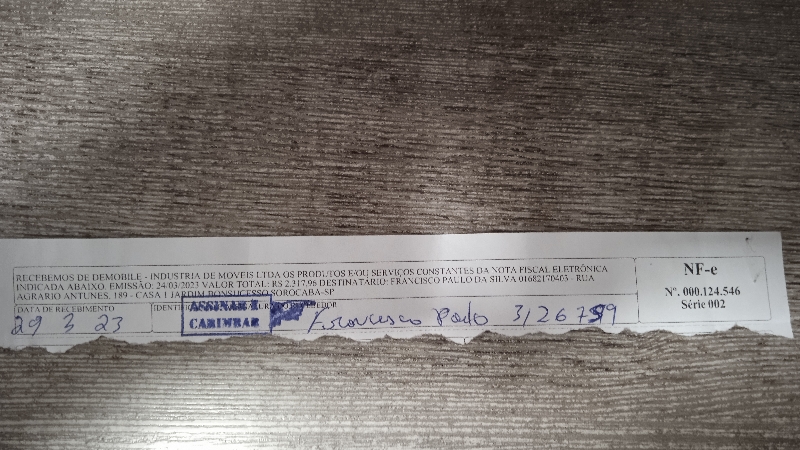 RECEBEMOS DE DEMOBILE - INDUSTRIA DE MOVEIS LTDA OS PRODUTOS E/OU SERVIÇOS CONSTANTES DA NOTA FISCAL ELETRÔNICA
INDICADA ABAIXO. EMISSÃO: 24/03/2023 VALOR TOTAL: R$ 2.317,96 DESTINATÁRIO: FRANCISCO PAULO DA SILVA 01682170403 - RUA
AGRARIO ANTUNES, 189 - CASA 1 JARDIM BONSUCESSO SOROCABA-SP
DATA DE RECEBIMENTO
29 3 23
ASSINAR E
CARIMBAR
Francisco Paulo
NF-e
Nº. 000.124.546
Série 002